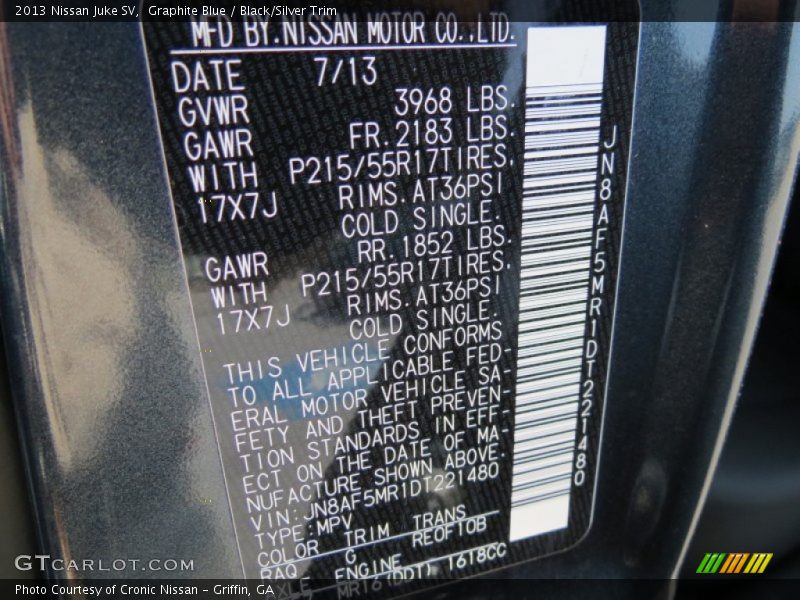 2013 Nissan Juke SV, Graphite Blue / Black/Silver Trim
MFD BY.NISSAN MOTOR CO.,LTD.
DATE 7/13
GVWR 3968 LBS.
GAWR FR.2183 LBS.
WITH P215/55R17TIRES,
17X7J RIMS.AT36PSI
COLD SINGLE.
GAWR RR.1852 LBS.
WITH P215/55R17TIRES,
17X7J RIMS.AT36PSI
COLD SINGLE.
THIS VEHICLE CONFORMS
TO ALL APPLICABLE FED-
ERAL MOTOR VEHICLE SA-
FETY AND THEFT PREVEN-
TION STANDARDS IN EFF-
ECT ON THE DATE OF MA
NUFACTURE SHOWN ABOVE.
VIN:JN8AF5MR1DT221480
TYPE:MPV
COLOR TRIM TRANS
RAQ G RE0F10B
ENGINE 1618CC
JN8AF5MR1DT221480
GTCARLOT.COM
Photo Courtesy of Cronic Nissan – Griffin, GA